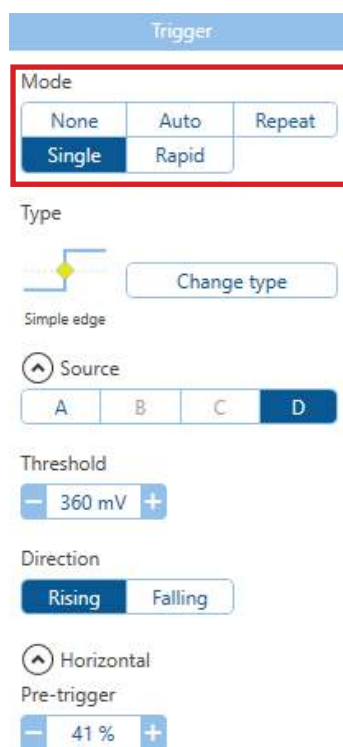 Trigger
Mode
None Auto Repeat
Single Rapid
Type
Change type
Simple edge
Source
A B C D
Threshold
− 360 mV +
Direction
Rising Falling
Horizontal
Pre-trigger
− 41 % +